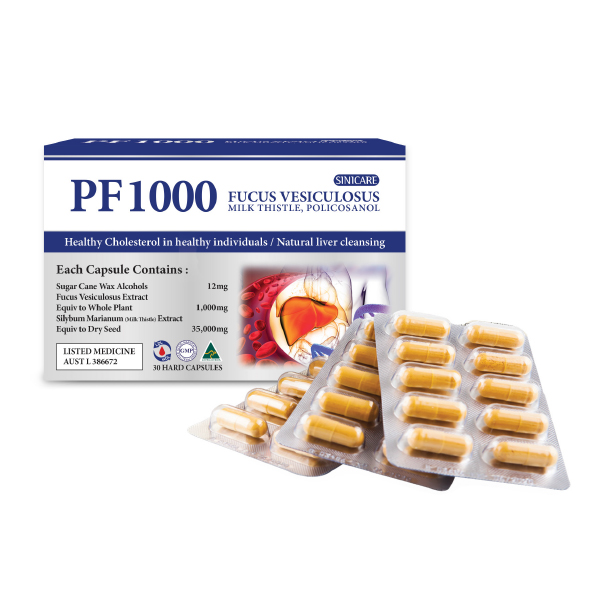 SINICARE
PF1000 FUCUS VESICULOSUS
MILK THISTLE, POLICOSANOL
Healthy Cholesterol in healthy individuals / Natural liver cleansing
Each Capsule Contains :
Sugar Cane Wax Alcohols 12mg
Fucus Vesiculosus Extract
Equiv to Whole Plant 1,000mg
Silyburn Marianum (Milk Thistle) Extract
Equiv to Dry Seed 35,000mg
LISTED MEDICINE
AUST L 386672
GMP
30 HARD CAPSULES